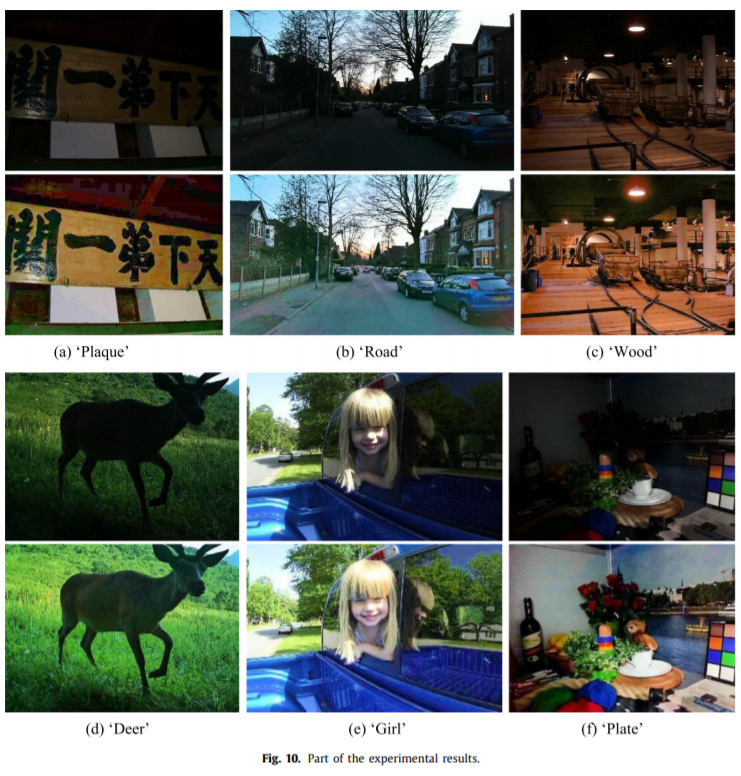 天下第一關
天下第一關
(a) ‘Plaque’
(b) ‘Road’
(c) ‘Wood’
(d) ‘Deer’
(e) ‘Girl’
(f) ‘Plate’
Fig. 10. Part of the experimental results.